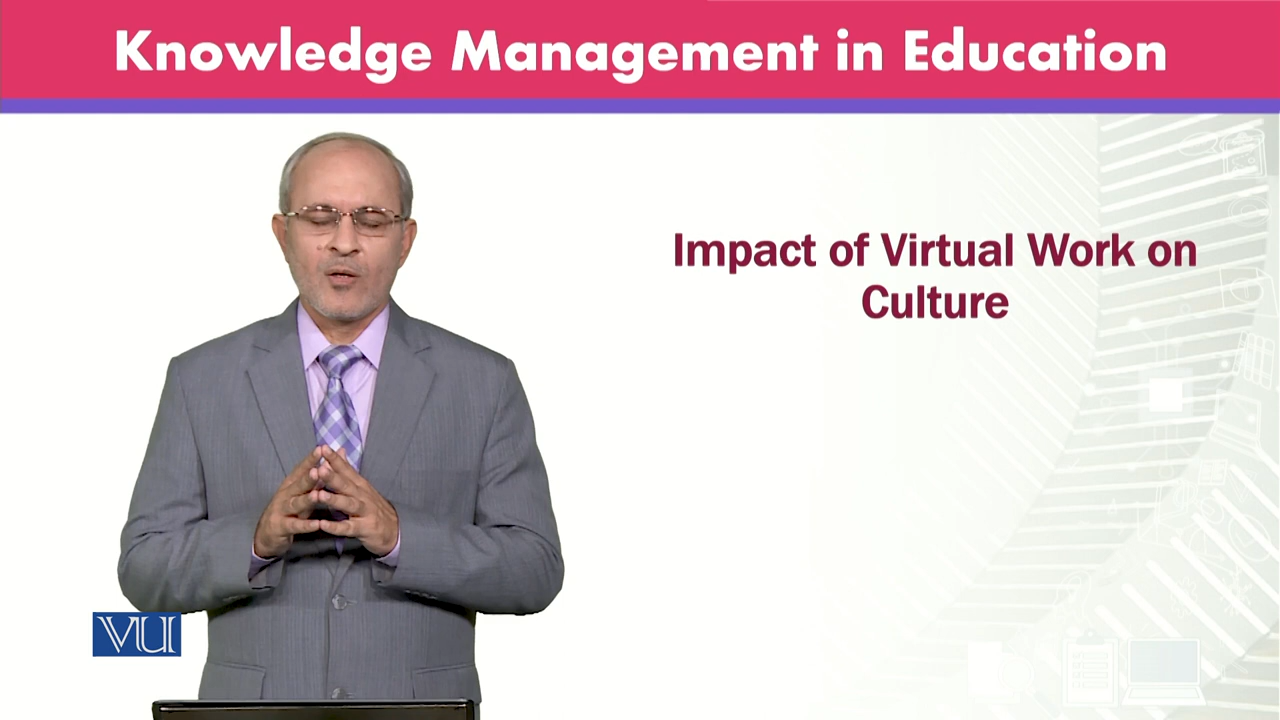 Knowledge Management in Education
Impact of Virtual Work on
Culture
VU